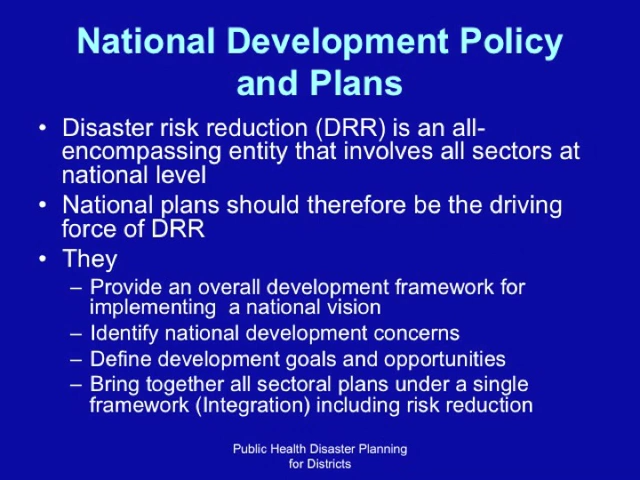 National Development Policy
and Plans
• Disaster risk reduction (DRR) is an all-
encompassing entity that involves all sectors at
national level
• National plans should therefore be the driving
force of DRR
• They
– Provide an overall development framework for
implementing  a national vision
– Identify national development concerns
– Define development goals and opportunities
– Bring together all sectoral plans under a single
framework (Integration) including risk reduction
Public Health Disaster Planning
for Districts